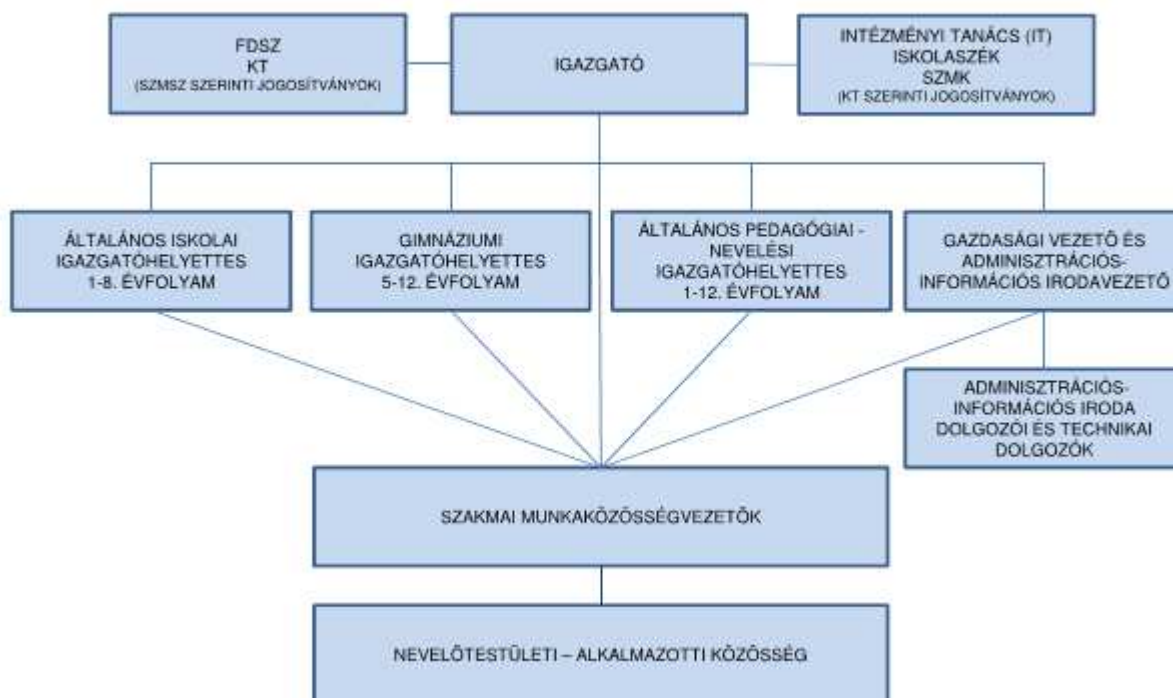 FDSZ
KT
(SZMSZ SZERINTI JOGOSÍTVÁNYOK)
IGAZGATÓ
INTÉZMÉNYI TANÁCS (IT)
ISKOLASZÉK
SZMK
(KT SZERINTI JOGOSÍTVÁNYOK)
ÁLTALÁNOS ISKOLAI
IGAZGATÓHELYETTES
1-8. ÉVFOLYAM
GIMNÁZIUMI
IGAZGATÓHELYETTES
5-12. ÉVFOLYAM
ÁLTALÁNOS PEDAGÓGIAI -
NEVELÉSI
IGAZGATÓHELYETTES
1-12. ÉVFOLYAM
GAZDASÁGI VEZETŐ ÉS
ADMINISZTRÁCIÓS-
INFORMÁCIÓS IRODAVEZETŐ
ADMINISZTRÁCIÓS-
INFORMÁCIÓS IRODA
DOLGOZÓI ÉS TECHNIKAI
DOLGOZÓK
SZAKMAI MUNKAKÖZÖSSÉGVEZETŐK
NEVELŐTESTÜLETI – ALKALMAZOTTI KÖZÖSSÉG